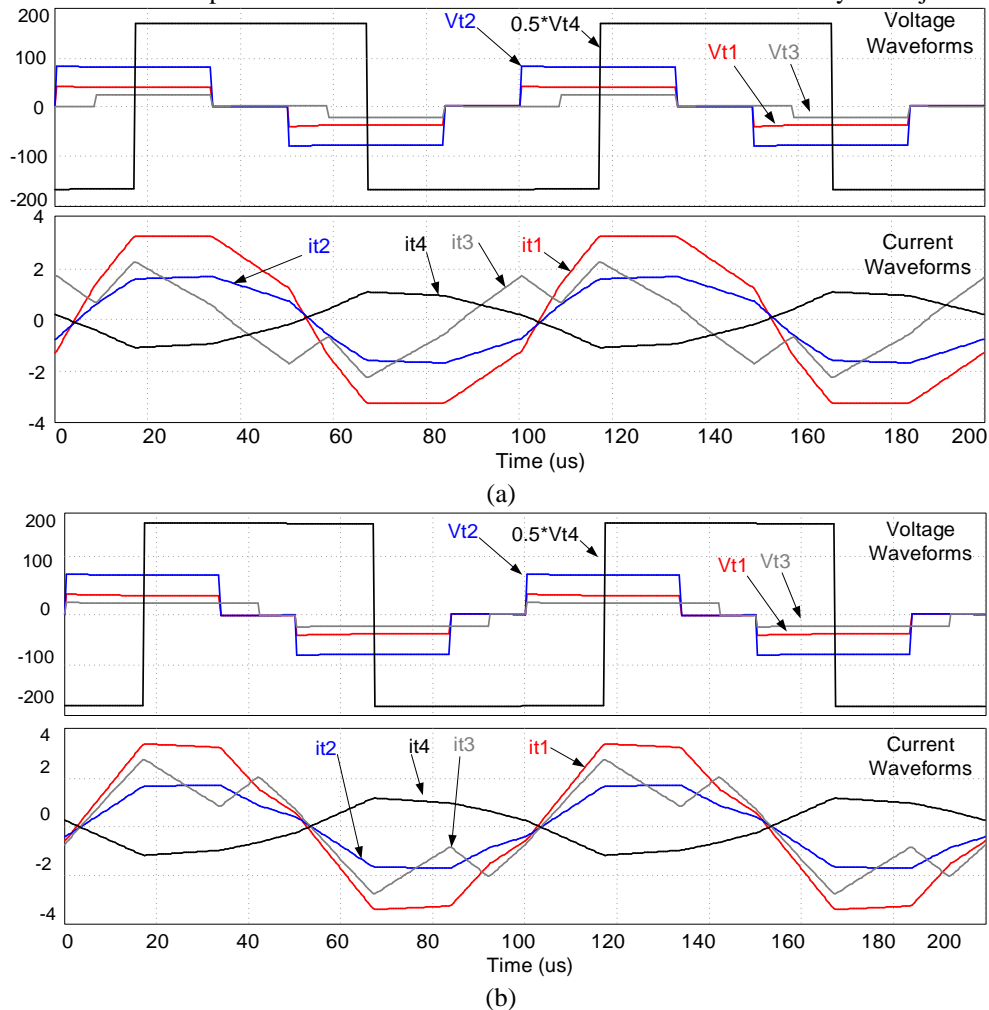 200
100
0
-100
-200
Vt2
0.5*Vt4
Vt1
Vt3
Voltage
Waveforms
4
2
0
-2
-4
it2
it4
it3
it1
Current
Waveforms
0 20 40 60 80 100 120 140 160 180 200
Time (us)
(a)
200
100
0
-100
-200
Vt2
0.5*Vt4
Vt1
Vt3
Voltage
Waveforms
4
2
0
-2
-4
it2
it4
it3
it1
Current
Waveforms
0 20 40 60 80 100 120 140 160 180 200
Time (us)
(b)